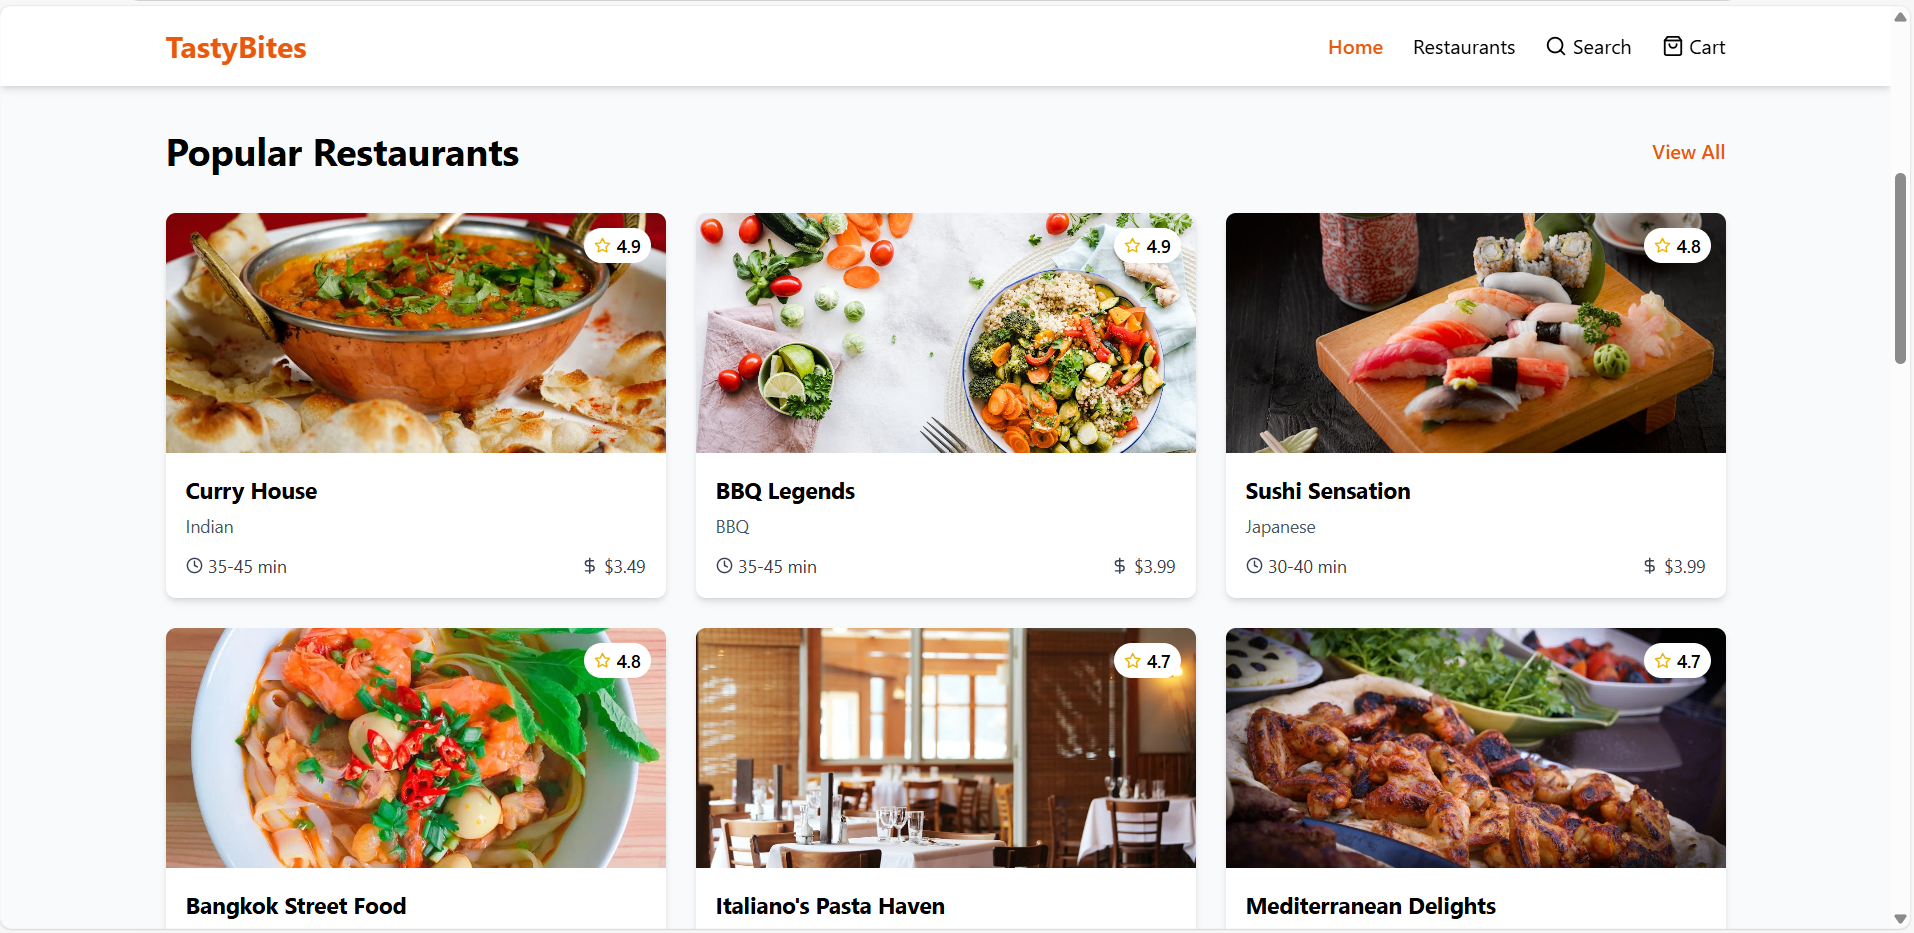 TastyBites
Home Restaurants Search Cart
Popular Restaurants
View All
4.9
4.9
4.8
Curry House
Indian
35-45 min
$ $3.49
BBQ Legends
BBQ
35-45 min
$ $3.99
Sushi Sensation
Japanese
30-40 min
$ $3.99
4.8
4.7
4.7
Bangkok Street Food
Italiano's Pasta Haven
Mediterranean Delights